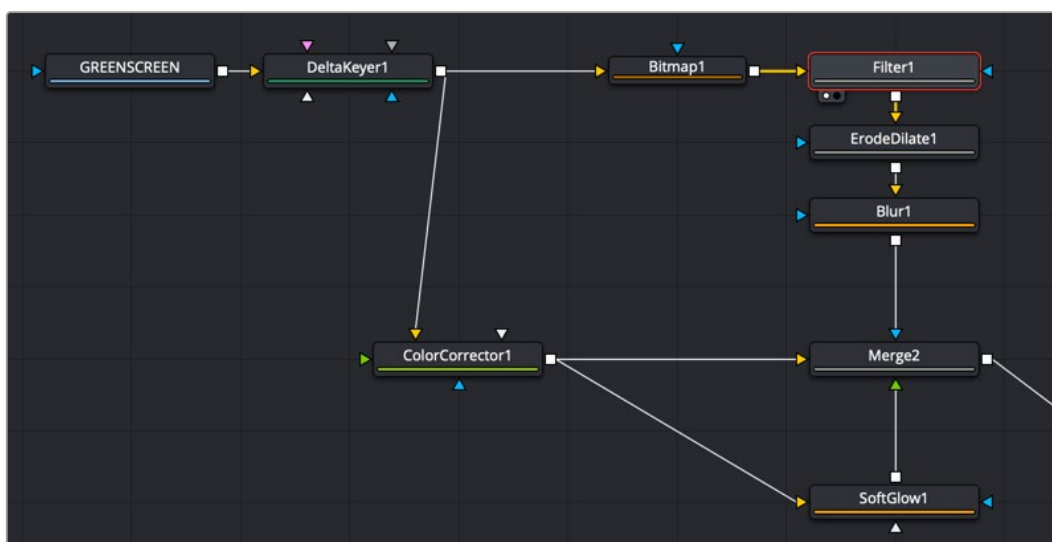 GREENSCREEN
DeltaKeyer1
Bitmap1
Filter1
ErodeDilate1
Blur1
ColorCorrector1
Merge2
SoftGlow1